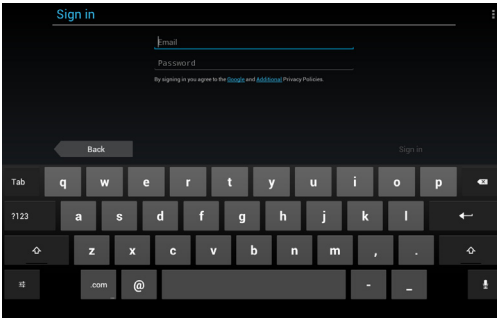 Sign in
Email
Password
By signing in you agree to the Google and Additional Privacy Policies.
Back
Sign in
Tab q w e r t y u i o p
?123 a s d f g h j k l
z x c v b n m , .
.com @ - _